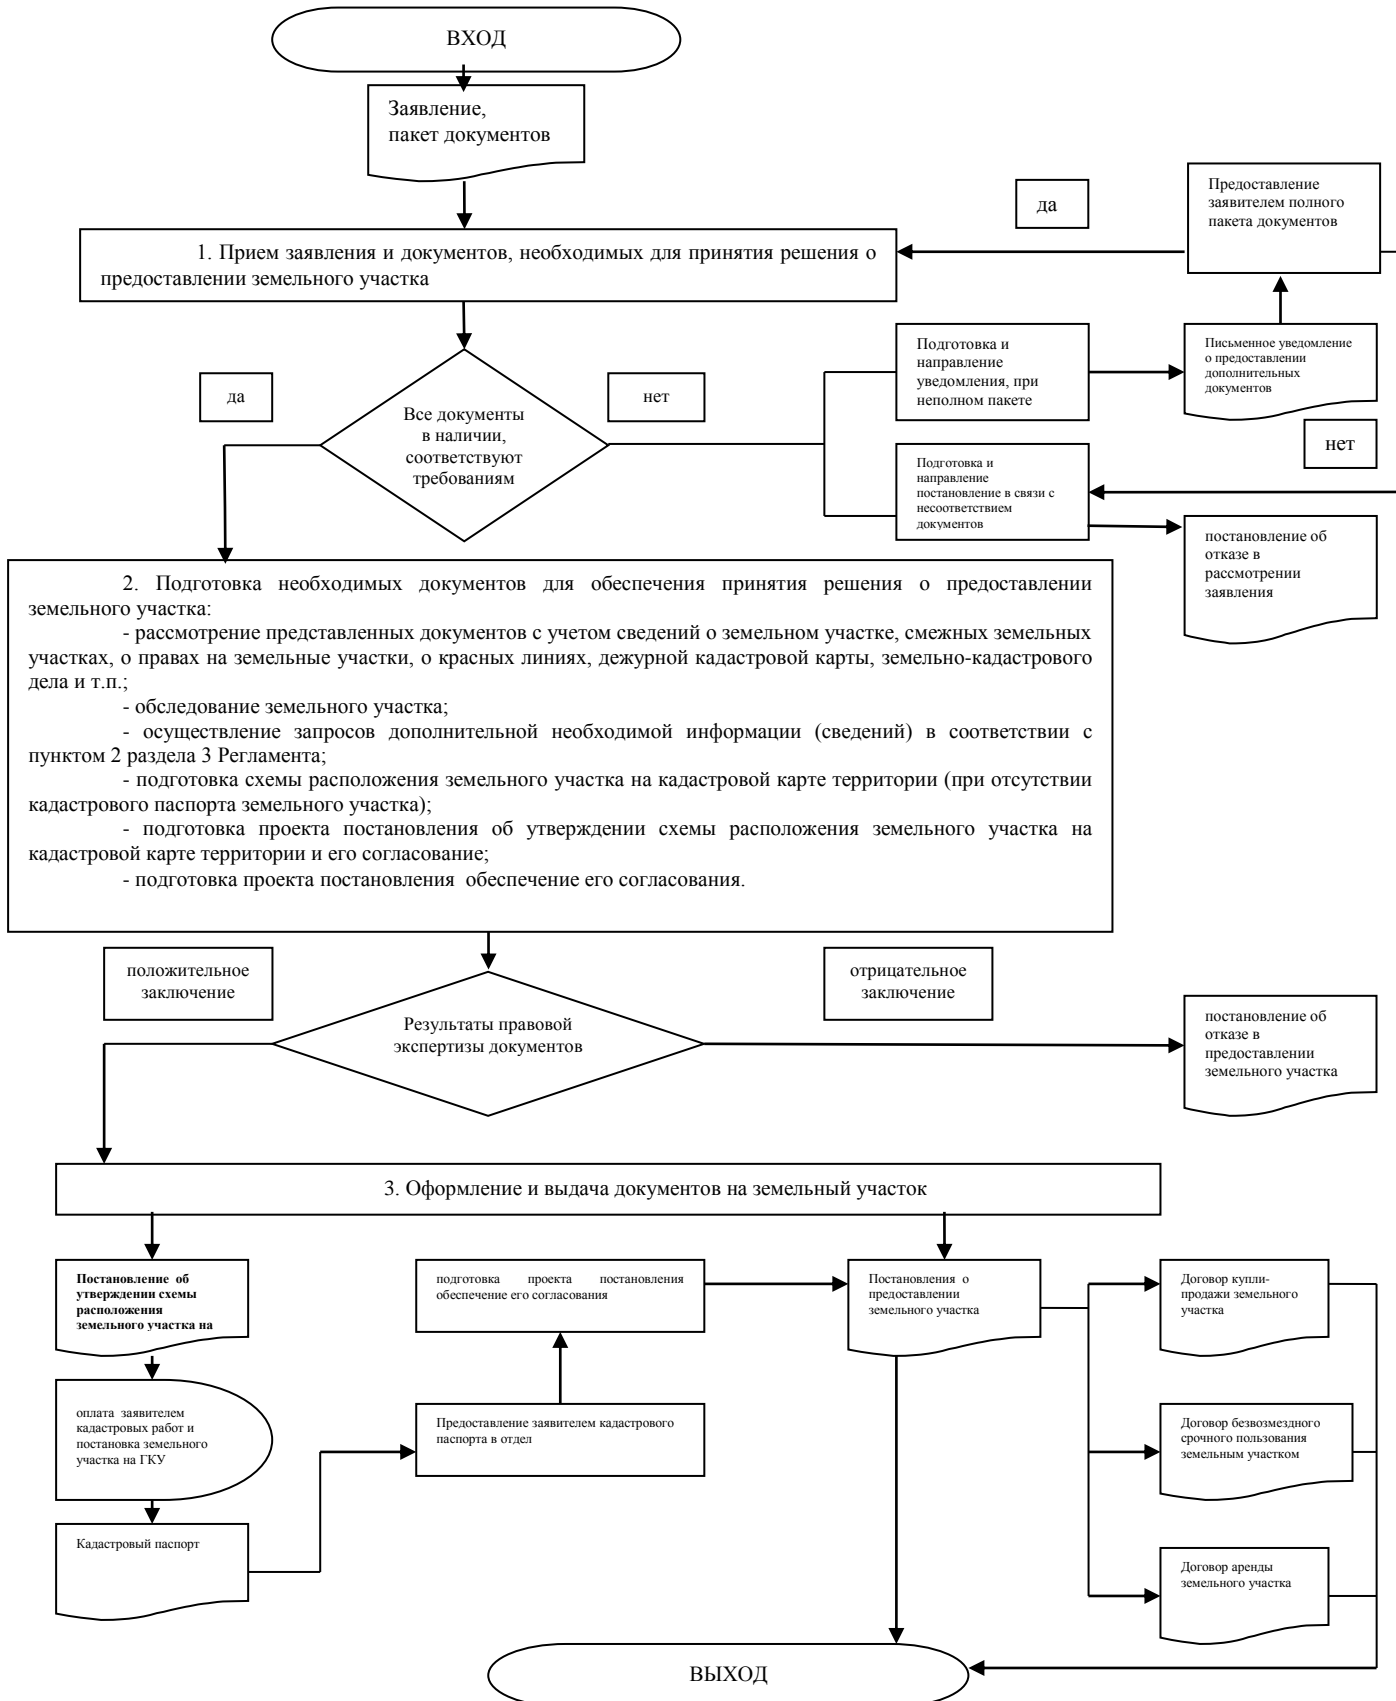 ВХОД
Заявление,
пакет документов
да
Предоставление
заявителем полного
пакета документов
1. Прием заявления и документов, необходимых для принятия решения о
предоставлении земельного участка
да
Все документы
в наличии,
соответствуют
требованиям
нет
Подготовка и
направление
уведомления, при
неполном пакете
Письменное уведомление
о предоставлении
дополнительных
документов
нет
Подготовка и
направление
постановление в связи с
несоответствием
документов
постановление об
отказе в
рассмотрении
заявления
2. Подготовка необходимых документов для обеспечения принятия решения о предоставлении
земельного участка:
- рассмотрение представленных документов с учетом сведений о земельном участке, смежных земельных
участках, о правах на земельные участки, о красных линиях, дежурной кадастровой карты, земельно-кадастрового
дела и т.п.;
- обследование земельного участка;
- осуществление запросов дополнительной необходимой информации (сведений) в соответствии с
пунктом 2 раздела 3 Регламента;
- подготовка схемы расположения земельного участка на кадастровой карте территории (при отсутствии
кадастрового паспорта земельного участка);
- подготовка проекта постановления об утверждении схемы расположения земельного участка на
кадастровой карте территории и его согласование;
- подготовка проекта постановления обеспечение его согласования.
положительное
заключение
Результаты правовой
экспертизы документов
отрицательное
заключение
постановление об
отказе в
предоставлении
земельного участка
3. Оформление и выдача документов на земельный участок
Постановление об
утверждении схемы
расположения
земельного участка на
подготовка проекта постановления
обеспечение его согласования
Постановления о
предоставлении
земельного участка
Договор купли-
продажи земельного
участка
оплата заявителем
кадастровых работ и
постановка земельного
участка на ГКУ
Предоставление заявителем кадастрового
паспорта в отдел
Договор безвозмездного
срочного пользования
земельным участком
Кадастровый паспорт
Договор аренды
земельного участка
ВЫХОД